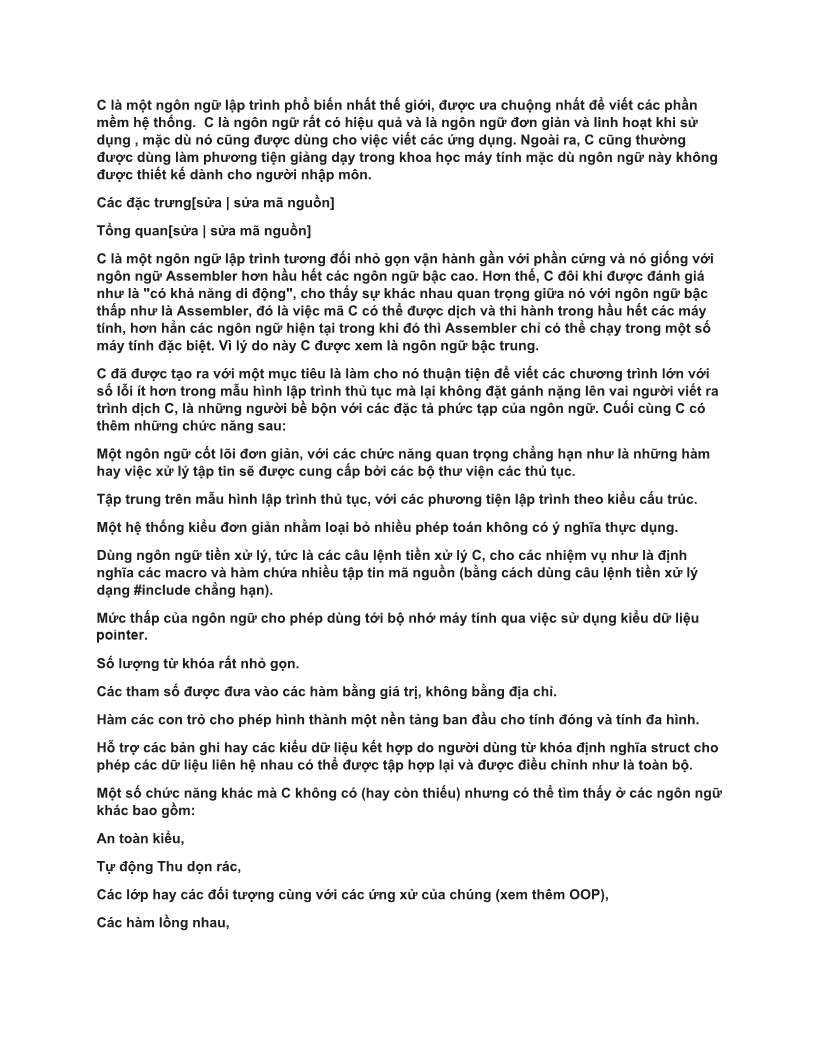 C là một ngôn ngữ lập trình phổ biến nhất thế giới, được ưa chuộng nhất để viết các phần
mềm hệ thống.  C là ngôn ngữ rất có hiệu quả và là ngôn ngữ đơn giản và linh hoạt khi sử
dụng , mặc dù nó cũng được dùng cho việc viết các ứng dụng. Ngoài ra, C cũng thường
được dùng làm phương tiện giảng dạy trong khoa học máy tính mặc dù ngôn ngữ này không
được thiết kế dành cho người nhập môn.
Các đặc trưng[sửa | sửa mã nguồn]
Tổng quan[sửa | sửa mã nguồn]
C là một ngôn ngữ lập trình tương đối nhỏ gọn vận hành gần với phần cứng và nó giống với
ngôn ngữ Assembler hơn hầu hết các ngôn ngữ bậc cao. Hơn thế, C đôi khi được đánh giá
như là "có khả năng di động", cho thấy sự khác nhau quan trọng giữa nó với ngôn ngữ bậc
thấp như là Assembler, đó là việc mã C có thể được dịch và thi hành trong hầu hết các máy
tính, hơn hẳn các ngôn ngữ hiện tại trong khi đó thì Assembler chỉ có thể chạy trong một số
máy tính đặc biệt. Vì lý do này C được xem là ngôn ngữ bậc trung.
C đã được tạo ra với một mục tiêu là làm cho nó thuận tiện để viết các chương trình lớn với
số lỗi ít hơn trong mẫu hình lập trình thủ tục mà lại không đặt gánh nặng lên vai người viết ra
trình dịch C, là những người bề bộn với các đặc tả phức tạp của ngôn ngữ. Cuối cùng C có
thêm những chức năng sau:
Một ngôn ngữ cốt lõi đơn giản, với các chức năng quan trọng chẳng hạn như là những hàm
hay việc xử lý tập tin sẽ được cung cấp bởi các bộ thư viện các thủ tục.
Tập trung trên mẫu hình lập trình thủ tục, với các phương tiện lập trình theo kiểu cấu trúc.
Một hệ thống kiểu đơn giản nhằm loại bỏ nhiều phép toán không có ý nghĩa thực dụng.
Dùng ngôn ngữ tiền xử lý, tức là các câu lệnh tiền xử lý C, cho các nhiệm vụ như là định
nghĩa các macro và hàm chứa nhiều tập tin mã nguồn (bằng cách dùng câu lệnh tiền xử lý
dạng #include chẳng hạn).
Mức thấp của ngôn ngữ cho phép dùng tới bộ nhớ máy tính qua việc sử dụng kiểu dữ liệu
pointer.
Số lượng từ khóa rất nhỏ gọn.
Các tham số được đưa vào các hàm bằng giá trị, không bằng địa chỉ.
Hàm các con trỏ cho phép hình thành một nền tảng ban đầu cho tính đóng và tính đa hình.
Hỗ trợ các bản ghi hay các kiểu dữ liệu kết hợp do người dùng từ khóa định nghĩa struct cho
phép các dữ liệu liên hệ nhau có thể được tập hợp lại và được điều chỉnh như là toàn bộ.
Một số chức năng khác mà C không có (hay còn thiếu) nhưng có thể tìm thấy ở các ngôn ngữ
khác bao gồm:
An toàn kiểu,
Tự động Thu dọn rác,
Các lớp hay các đối tượng cùng với các ứng xử của chúng (xem thêm OOP),
Các hàm lồng nhau,